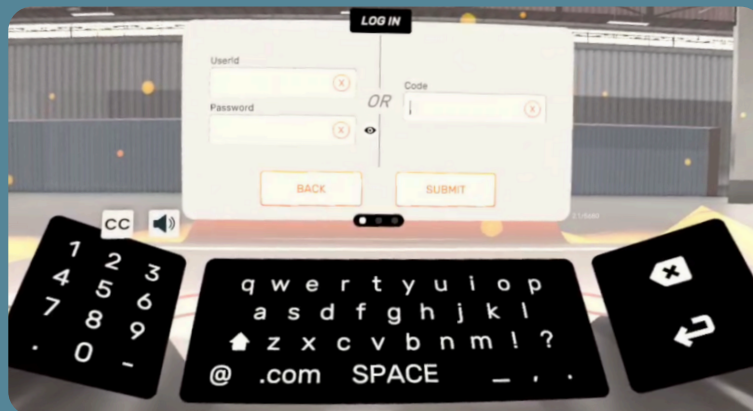 LOG IN
UserId
X
Password
X
OR
Code
X
BACK
SUBMIT
CC
1 2 3
4 5 6
7 8 9
. 0 -
q w e r t y u i o p
a s d f g h j k l
z x c v b n m ! ?
@ .com SPACE _ , .